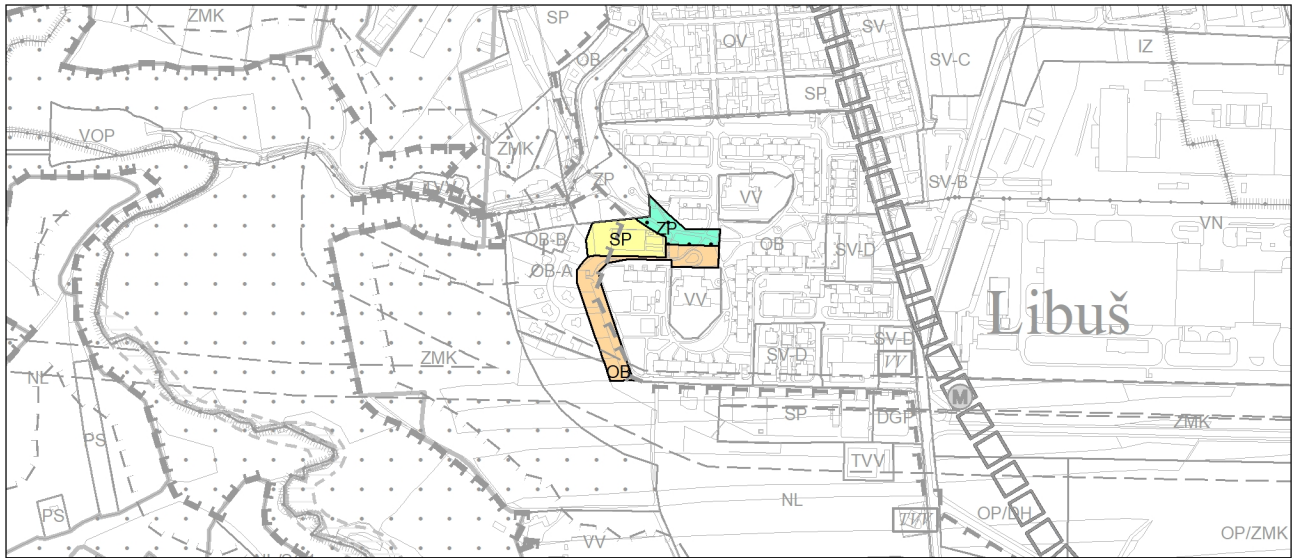 ZMK
SP
OB
OV
SV
SV-C
IZ
SP
VOP
ZMK
ZP
VV
SV-B
VN
ZP
SP
OB-B
OB
SV-D
OB-A
VV
Libuš
SV-D
SV-D
VV
ZMK
NL
OB
M
SP
DGP
ZMK
PS
TVV
NL
PS
TVV
OP/DH
VV
OP/ZMK